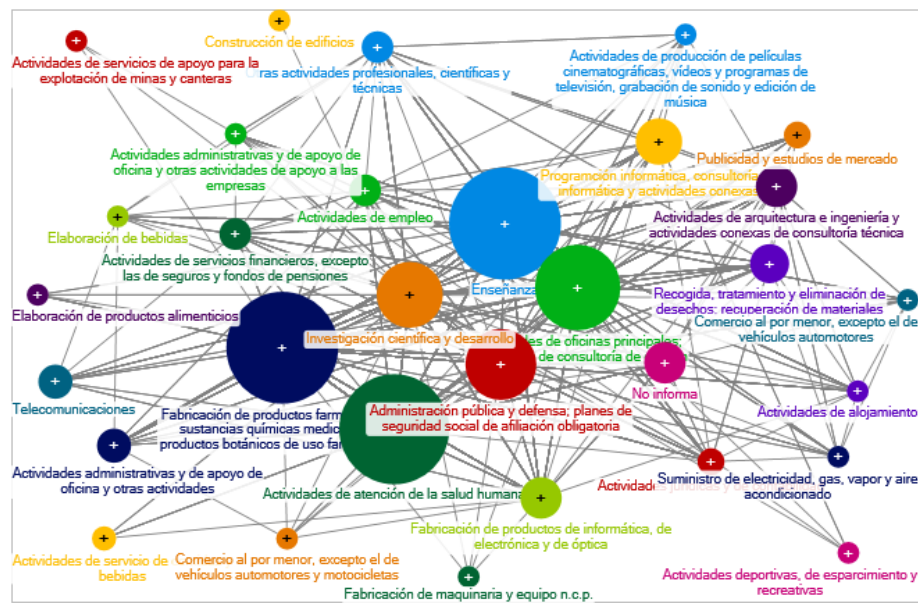 Actividades de servicios de apoyo para la
explotación de minas y canteras
Construcción de edificios
ras actividades profesionales, científicas y
técnicas
Actividades de producción de películas
cinematográficas, vídeos y programas de
televisión, grabación de sonido y edición de
música
Actividades administrativas y de apoyo de
oficina y otras actividades de apoyo a las
empresas
Programción informática, consultoría
informática y actividades conexas
Publicidad y estudios de mercado
Actividades de empleo
Actividades de arquitectura e ingeniería y
actividades conexas de consultoría técnica
Elaboración de bebidas
Actividades de servicios financieros, excepto
las de seguros y fondos de pensiones
Enseñanza
Recogida, tratamiento y eliminación de
desechos; recuperación de materiales
Elaboración de productos alimenticios
Investigación científica y desarrollo
es de oficinas principales;
de consultoría de
Comercio al por menor, excepto el de
vehículos automotores
No informa
Telecomunicaciones
Fabricación de productos farm
sustancias químicas medic
productos botánicos de uso fa
Administración pública y defensa; planes de
seguridad social de afiliación obligatoria
Actividades de alojamiento
Actividades administrativas y de apoyo de
oficina y otras actividades
Actividades de atención de la salud humana
Actividades jurídicas y de
Suministro de electricidad, gas, vapor y aire
acondicionado
Fabricación de productos de informática, de
electrónica y de óptica
Actividades de servicio de
bebidas
Comercio al por menor, excepto el de
vehículos automotores y motocicletas
Fabricación de maquinaria y equipo n.c.p.
Actividades deportivas, de esparcimiento y
recreativas